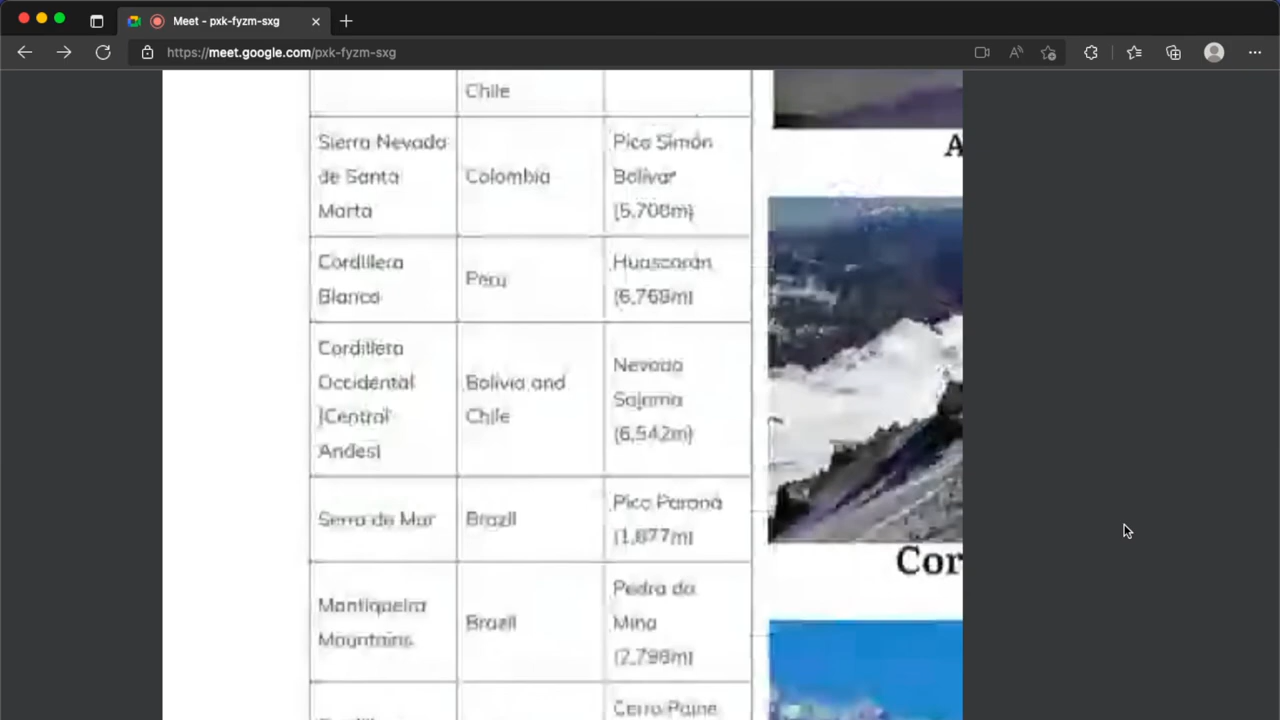 Meet - pxk-fyzm-sxg
https://meet.google.com/pxk-fyzm-sxg
Chile
Sierra Nevada
de Santa
Marta
Colombia
Pico Simón
Bolívar
(5,700m)
Cordillera
Blanca
Peru
Huascarán
(6,768m)
Cordillera
Occidental
(Central
Andes)
Bolivia and
Chile
Nevado
Sajama
(6,542m)
Serra do Mar
Brazil
Pico Paraná
(1,877m)
Mantiqueira
Mountains
Brazil
Pedra da
Mina
(2,798m)
Cerro Paine
A
Cor